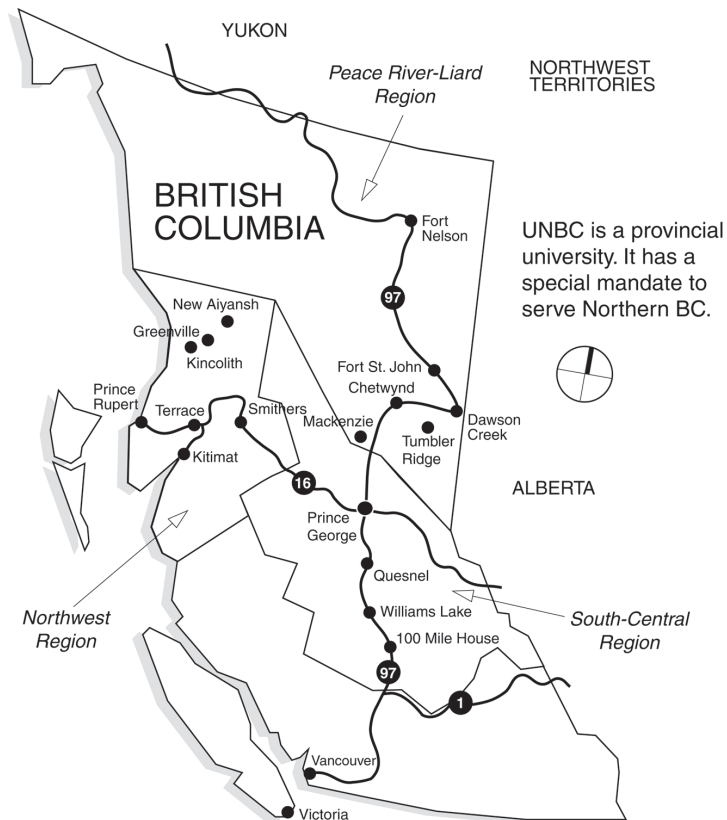 YUKON
Peace River-Liard
Region
NORTHWEST
TERRITORIES
BRITISH
COLUMBIA
Fort
Nelson
UNBC is a provincial
university. It has a
special mandate to
serve Northern BC.
97
New Aiyansh
Greenville
Kincolith
Fort St. John
Chetwynd
Prince
Rupert
Terrace
Smithers
Mackenzie
Dawson
Creek
Tumbler
Ridge
Kitimat
16
ALBERTA
Prince
George
Quesnel
Northwest
Region
Williams Lake
South-Central
Region
100 Mile House
97
1
Vancouver
Victoria